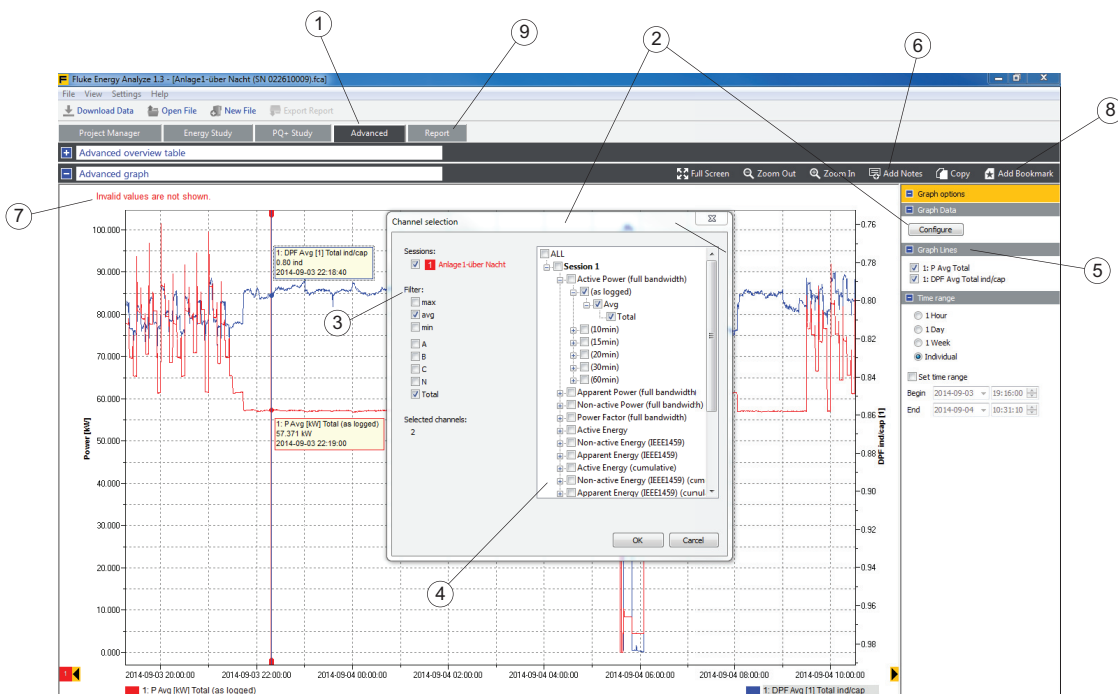 1
9
2
6
8
Fluke Energy Analyze 1.3 - [Anlage1-über Nacht (SN 022610009).fca]
File View Settings Help
Download Data Open File New File Export Report
Project Manager Energy Study PQ+ Study Advanced Report
Advanced overview table
Advanced graph
Full Screen Zoom Out Zoom In Add Notes Copy Add Bookmark
7
Invalid values are not shown.
Power [kW]
100.000
90.000
80.000
70.000
60.000
50.000
40.000
30.000
20.000
10.000
0.000
1: DPF Avg [1] Total ind/cap
0.80 ind
2014-09-03 22:18:40
1: P Avg [kW] Total (as logged)
57.371 kW
2014-09-03 22:19:00
Channel selection
Sessions:
1 Anlage1-über Nacht
3
Filter:
max
avg
min
A
B
C
N
Total
Selected channels:
2
ALL
Session 1
Active Power (full bandwidth)
(as logged)
Avg
Total
(10min)
(15min)
(20min)
(30min)
(60min)
Apparent Power (full bandwidth)
Non-active Power (full bandwidth)
Power Factor (full bandwidth)
Active Energy
Non-active Energy (IEEE1459)
Apparent Energy (IEEE1459)
Active Energy (cumulative)
Non-active Energy (IEEE1459) (cum
Apparent Energy (IEEE1459) (cumul
OK Cancel
4
0.76
0.78
0.80
0.82
0.84
0.86
0.88
0.90
0.92
0.94
0.96
0.98
DPF ind/cap [1]
Graph options
Graph Data
Configure
Graph Lines
5
1: P Avg Total
1: DPF Avg Total ind/cap
Time range
1 Hour
1 Day
1 Week
Individual
Set time range
Begin 2014-09-03 19:16:00
End 2014-09-04 10:31:10
1
2014-09-03 20:00:00 2014-09-03 22:00:00 2014-09-04 00:00:00 2014-09-04 02:00:00 2014-09-04 04:00:00 2014-09-04 06:00:00 2014-09-04 08:00:00 2014-09-04 10:00:00
1: P Avg [kW] Total (as logged) 1: DPF Avg [1] Total ind/cap